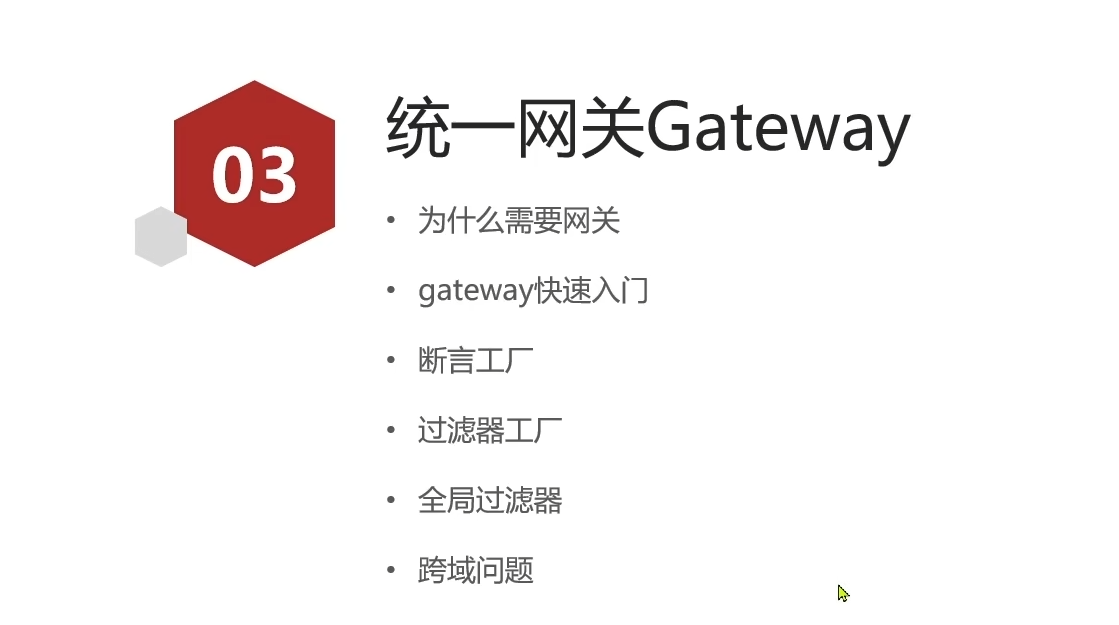 03
统一网关Gateway
• 为什么需要网关
• gateway快速入门
• 断言工厂
• 过滤器工厂
• 全局过滤器
• 跨域问题